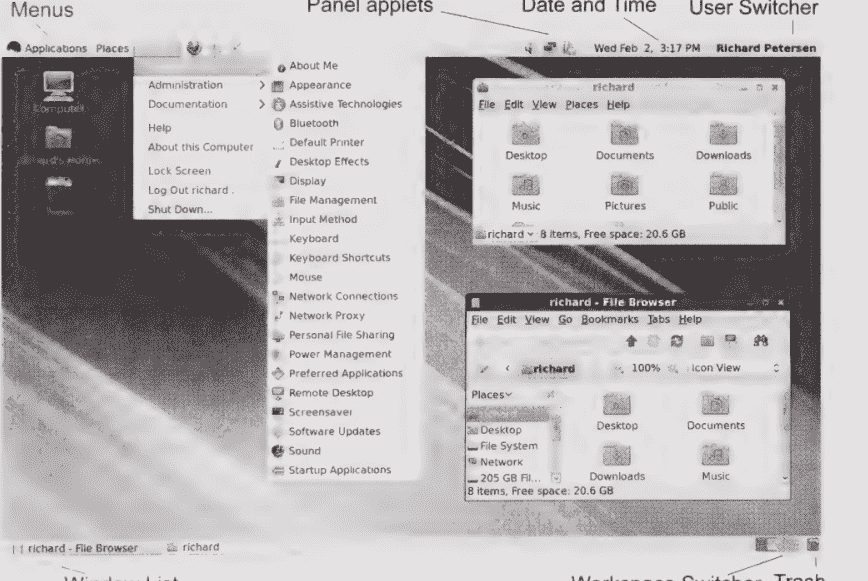 Menus
Panel applets
Date and Time
User Switcher
Applications Places
Wed Feb 2, 3:17 PM Richard Petersen
Computer
Administration
Documentation
Help
About this Computer
Lock Screen
Log Out richard .
Shut Down...
About Me
Appearance
Assistive Technologies
Bluetooth
Default Printer
Desktop Effects
Display
File Management
Input Method
Keyboard
Keyboard Shortcuts
Mouse
Network Connections
Network Proxy
Personal File Sharing
Power Management
Preferred Applications
Remote Desktop
Screensaver
Software Updates
Sound
Startup Applications
richard
File Edit View Places Help
Desktop Documents Downloads
Music Pictures Public
richard 8 items, Free space: 20.6 GB
richard - File Browser
File Edit View Go Bookmarks Tabs Help
richard 100% Icon View
Places
Desktop
File System
Network
205 GB Fil...
Desktop Documents
Downloads Music
8 items, Free space: 20.6 GB
richard - File Browser richard
Window List
Workspace Switcher Trash